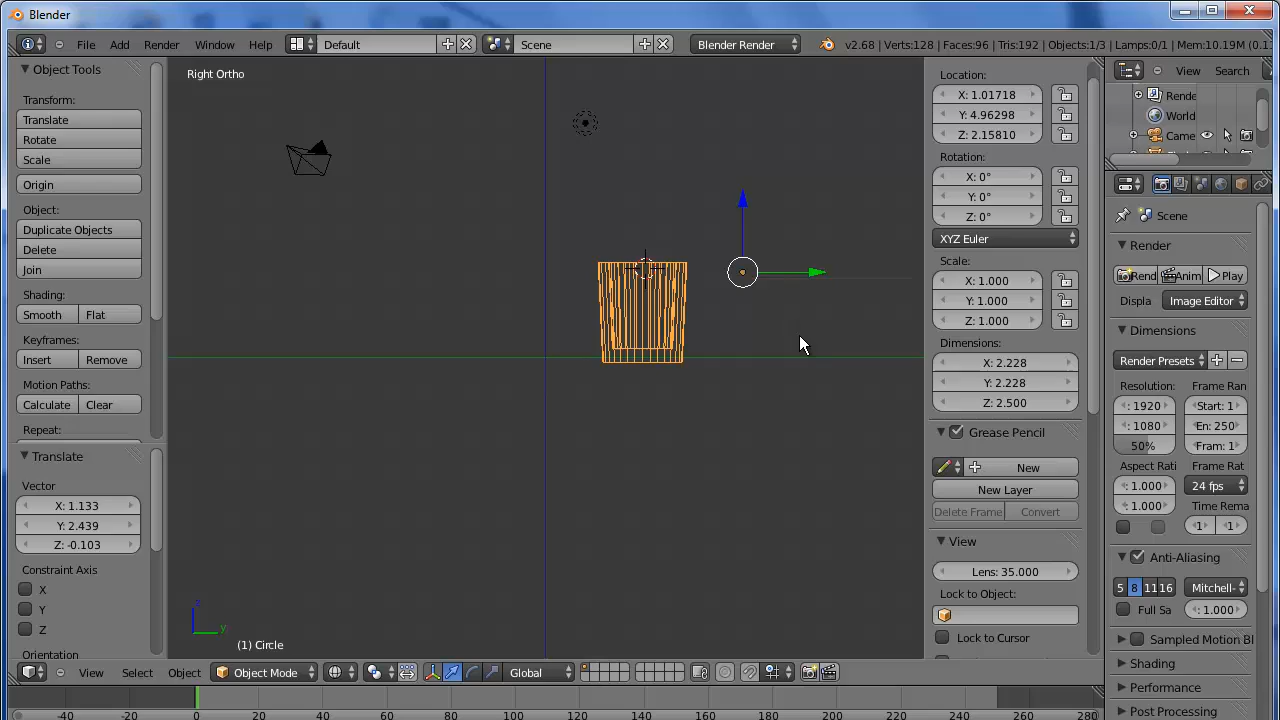 Blender
File Add Render Window Help Default Scene Blender Render v2.68 | Verts:128 | Faces:96 | Tris:192 | Objects:1/3 | Lamps:0/1 | Mem:10.19M (0.1
Object Tools
Transform:
Translate
Rotate
Scale
Origin
Object:
Duplicate Objects
Delete
Join
Shading:
Smooth Flat
Keyframes:
Insert Remove
Motion Paths:
Calculate Clear
Repeat:
Translate
Vector
X: 1.133
Y: 2.439
Z: -0.103
Constraint Axis
X
Y
Z
Orientation
Right Ortho
z
y
(1) Circle
Location:
X: 1.01718
Y: 4.96298
Z: 2.15810
Rotation:
X: 0°
Y: 0°
Z: 0°
XYZ Euler
Scale:
X: 1.000
Y: 1.000
Z: 1.000
Dimensions:
X: 2.228
Y: 2.228
Z: 2.500
Grease Pencil
New
New Layer
Delete Frame Convert
View
Lens: 35.000
Lock to Object:
Lock to Cursor
View Search
Rende
World
Came
Scene
Render
Rend Anim Play
Displa Image Editor
Dimensions
Render Presets
Resolution: Frame Ran
: 1920 Start: 1
: 1080 En: 250
50% Fram: 1
Aspect Rati Frame Rat
: 1.000 24 fps
: 1.000 Time Rema
1 1
Anti-Aliasing
5 8 11 16 Mitchell-
Full Sa : 1.000
Sampled Motion Bl
Shading
Performance
Post Processing
View Select Object Object Mode Global
-40 -20 0 20 40 60 80 100 120 140 160 180 200 220 240 260 280